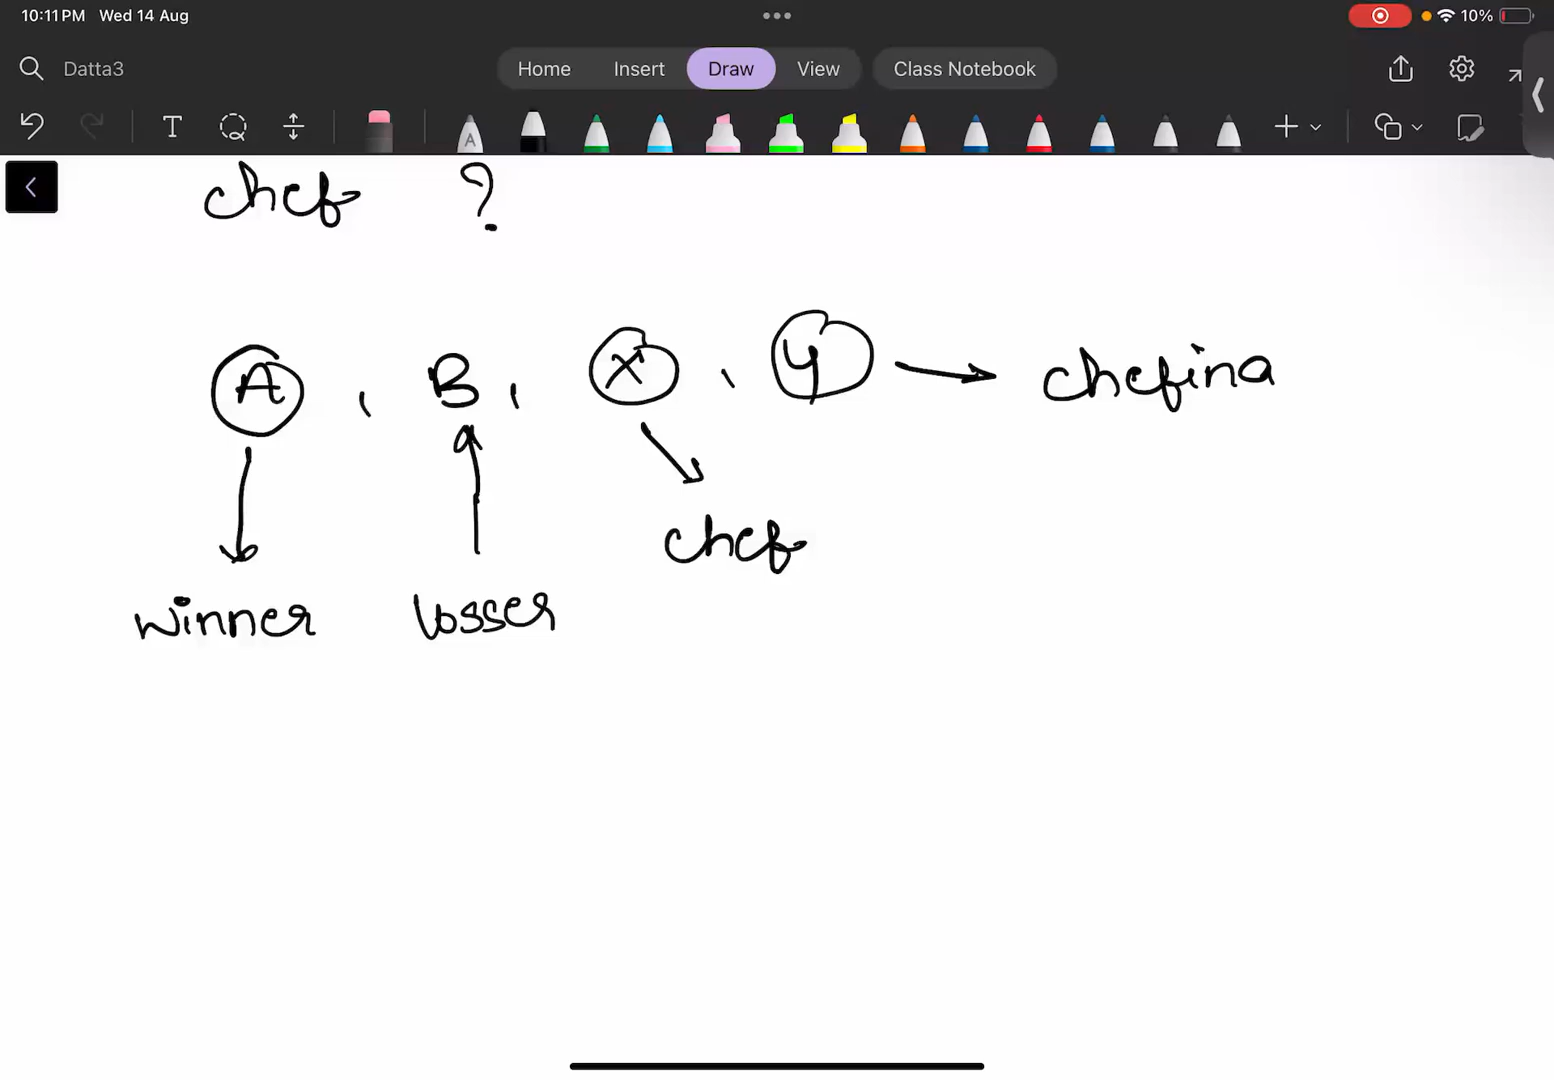 10:11 PM Wed 14 Aug 10%
Datta3 Home Insert Draw View Class Notebook
T A
chef ?
A , B , X , Y → chefina
chef
winner losser